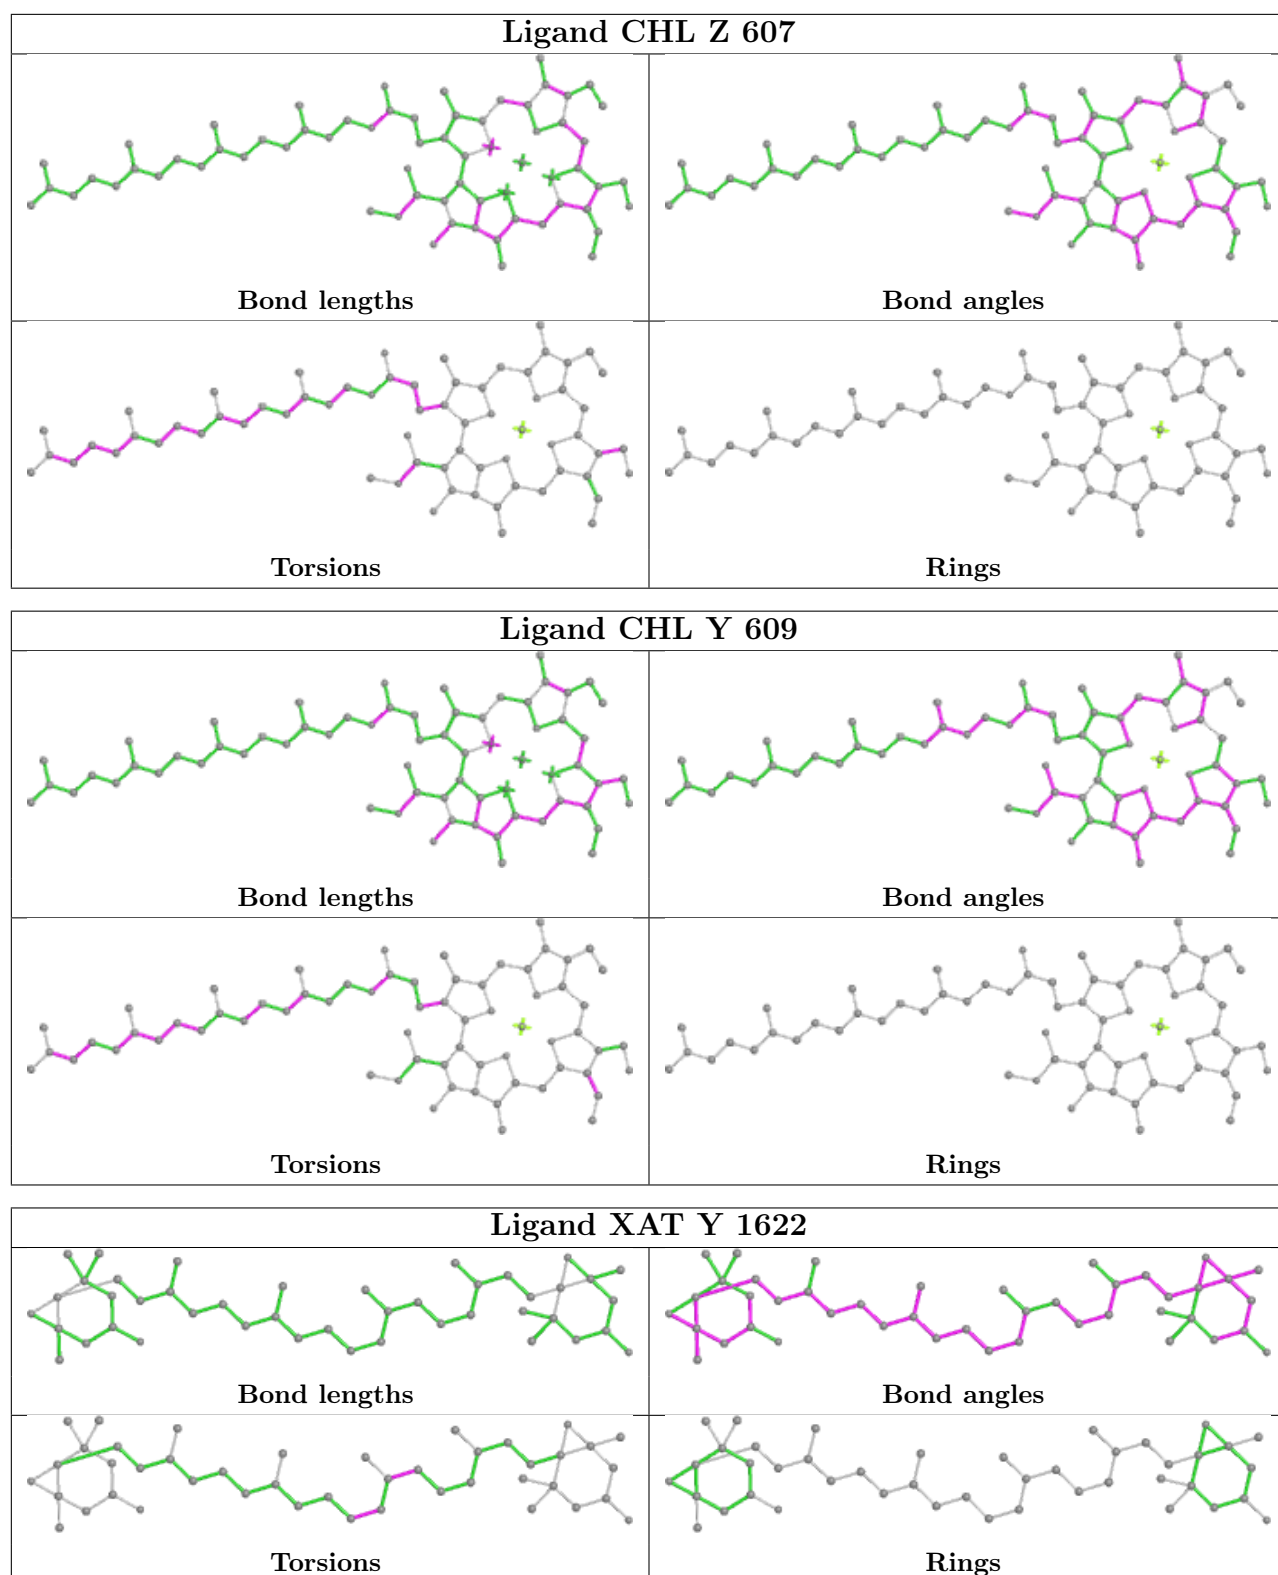 Ligand CHL Z 607
Bond lengths
Bond angles
Torsions
Rings
Ligand CHL Y 609
Bond lengths
Bond angles
Torsions
Rings
Ligand XAT Y 1622
Bond lengths
Bond angles
Torsions
Rings